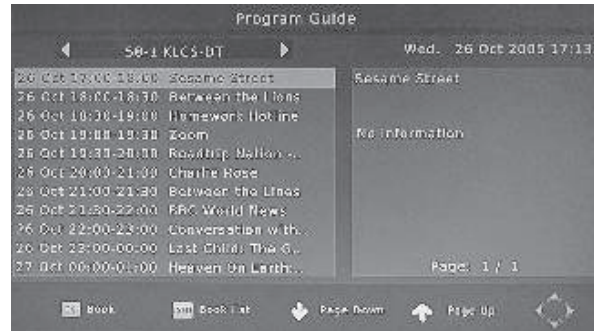 Program Guide
58-1 KLCS-DT
Wed. 26 Oct 2005 17:13
26 Oct 17:00-18:00 Sesame Street
26 Oct 18:00-18:30 Between the Lions
26 Oct 18:30-19:00 Homework Hotline
26 Oct 19:00-19:30 Zoom
26 Oct 19:30-20:00 Roadtrip Nation -..
26 Oct 20:00-21:00 Charlie Rose
26 Oct 21:00-21:30 Between the Lines
26 Oct 21:30-22:00 BBC World News
26 Oct 22:00-23:00 Conversation with..
26 Oct 23:00-00:00 Last Child: The G..
27 Oct 00:00-01:00 Heaven On Earth:..
Sesame Street
No Information
Page: 1 / 1
Book
Book List
Page Down
Page Up